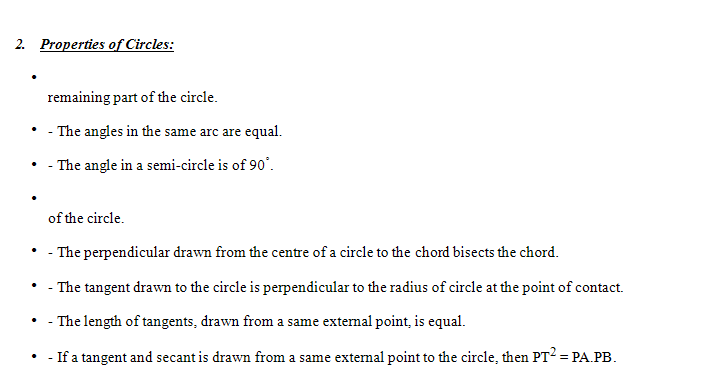 2. Properties of Circles:
•
remaining part of the circle.
• - The angles in the same arc are equal.
• - The angle in a semi-circle is of 90°.
•
of the circle.
• - The perpendicular drawn from the centre of a circle to the chord bisects the chord.
• - The tangent drawn to the circle is perpendicular to the radius of circle at the point of contact.
• - The length of tangents, drawn from a same external point, is equal.
• - If a tangent and secant is drawn from a same external point to the circle, then PT² = PA.PB.